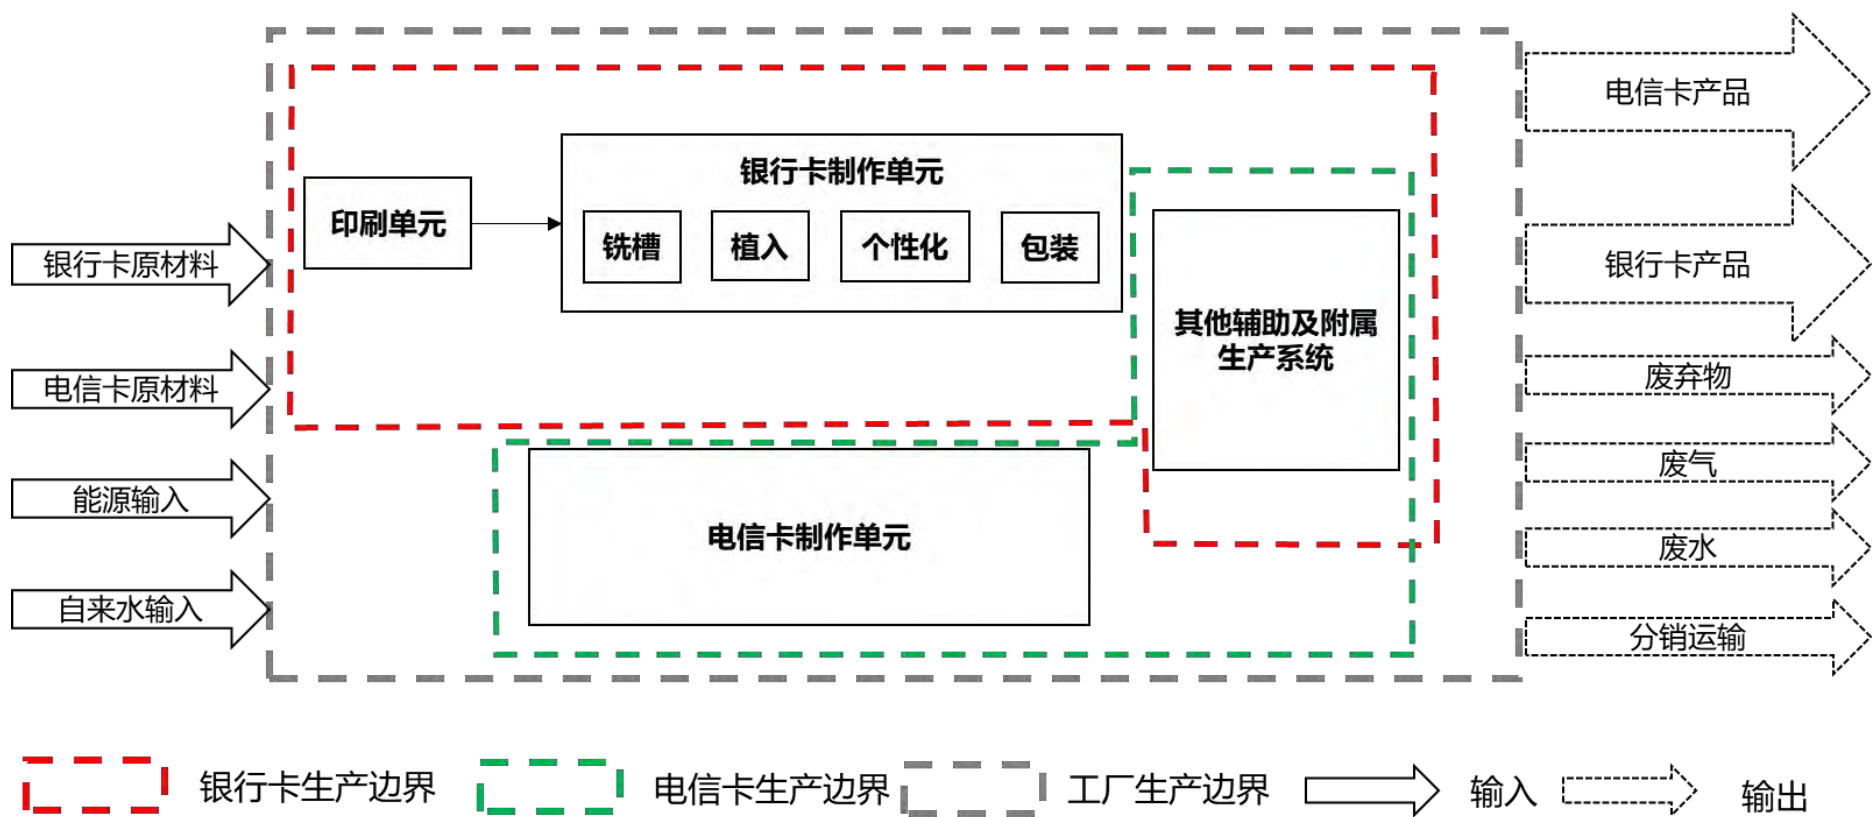 银行卡原材料
电信卡原材料
能源输入
自来水输入
印刷单元
银行卡制作单元
铣槽
植入
个性化
包装
其他辅助及附属
生产系统
电信卡制作单元
电信卡产品
银行卡产品
废弃物
废气
废水
分销运输
银行卡生产边界
电信卡生产边界
工厂生产边界
输入
输出